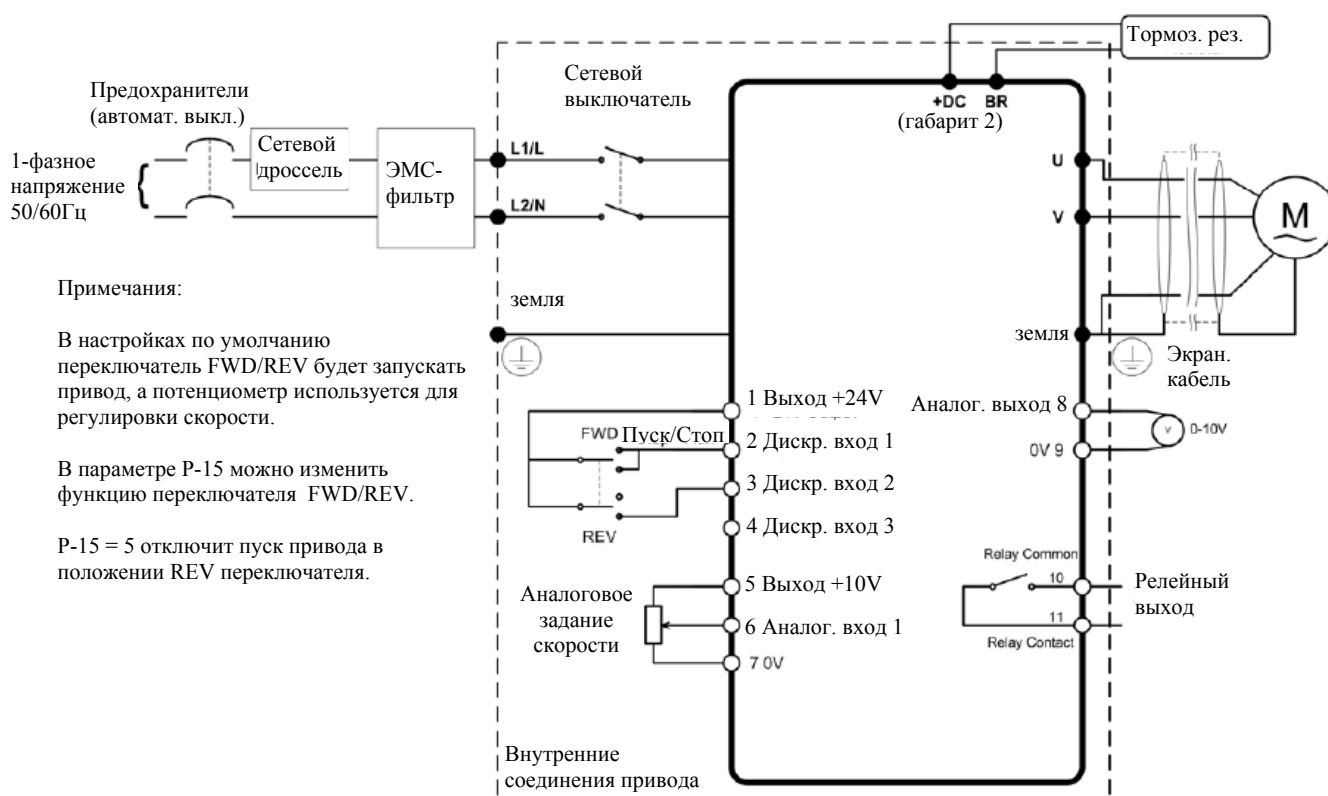 Тормоз. рез.
Сетевой
выключатель
Предохранители
(автомат. выкл.)
+DC BR
(габарит 2)
1-фазное
напряжение
50/60Гц
Сетевой
дроссель
ЭМС-
фильтр
L1/L
L2/N
U
V
M
земля
земля
Экран.
кабель
Примечания:
В настройках по умолчанию
переключатель FWD/REV будет запускать
привод, а потенциометр используется для
регулировки скорости.
В параметре P-15 можно изменить
функцию переключателя FWD/REV.
P-15 = 5 отключит пуск привода в
положении REV переключателя.
1 Выход +24V
FWD Пуск/Стоп
2 Дискр. вход 1
3 Дискр. вход 2
REV
4 Дискр. вход 3
Аналоговое
задание
скорости
5 Выход +10V
6 Аналог. вход 1
7 0V
Аналог. выход 8
V
0-10V
0V 9
Relay Common
10
11
Relay Contact
Релейный
выход
Внутренние
соединения привода